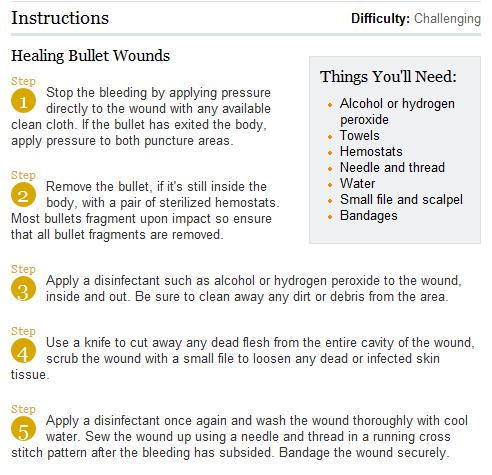 Instructions
Difficulty: Challenging
Healing Bullet Wounds
Step
1
Stop the bleeding by applying pressure
directly to the wound with any available
clean cloth. If the bullet has exited the body,
apply pressure to both puncture areas.
Step
2
Remove the bullet, if it's still inside the
body, with a pair of sterilized hemostats.
Most bullets fragment upon impact so ensure
that all bullet fragments are removed.
Things You'll Need:
Alcohol or hydrogen
peroxide
Towels
Hemostats
Needle and thread
Water
Small file and scalpel
Bandages
Step
3
Apply a disinfectant such as alcohol or hydrogen peroxide to the wound,
inside and out. Be sure to clean away any dirt or debris from the area.
Step
4
Use a knife to cut away any dead flesh from the entire cavity of the wound,
scrub the wound with a small file to loosen any dead or infected skin
tissue.
Step
5
Apply a disinfectant once again and wash the wound thoroughly with cool
water. Sew the wound up using a needle and thread in a running cross
stitch pattern after the bleeding has subsided. Bandage the wound securely.